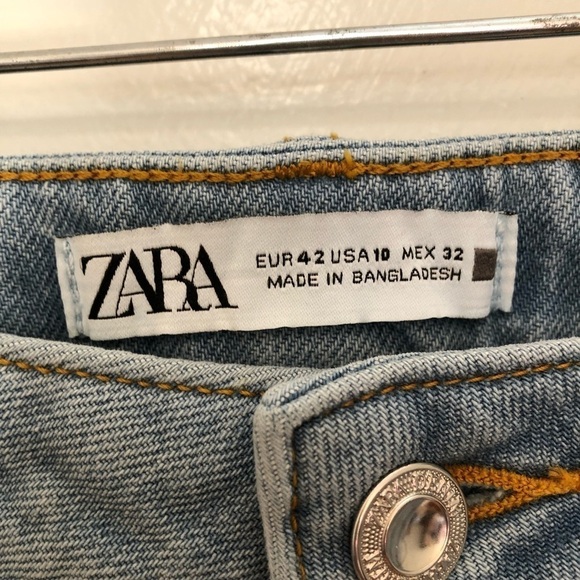 ZARA
EUR 42 USA 10 MEX 32
MADE IN BANGLADESH